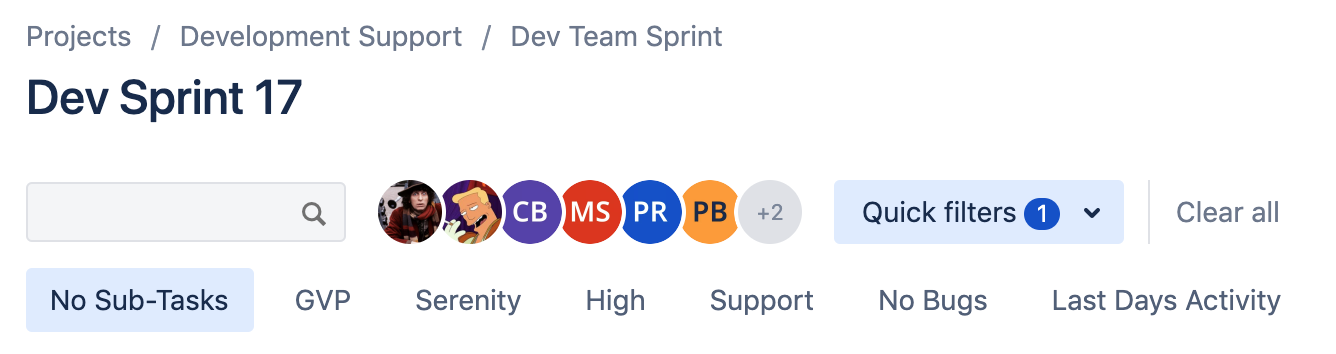 Projects / Development Support / Dev Team Sprint
Dev Sprint 17
CB MS PR PB +2 Quick filters 1 Clear all
No Sub-Tasks GVP Serenity High Support No Bugs Last Days Activity